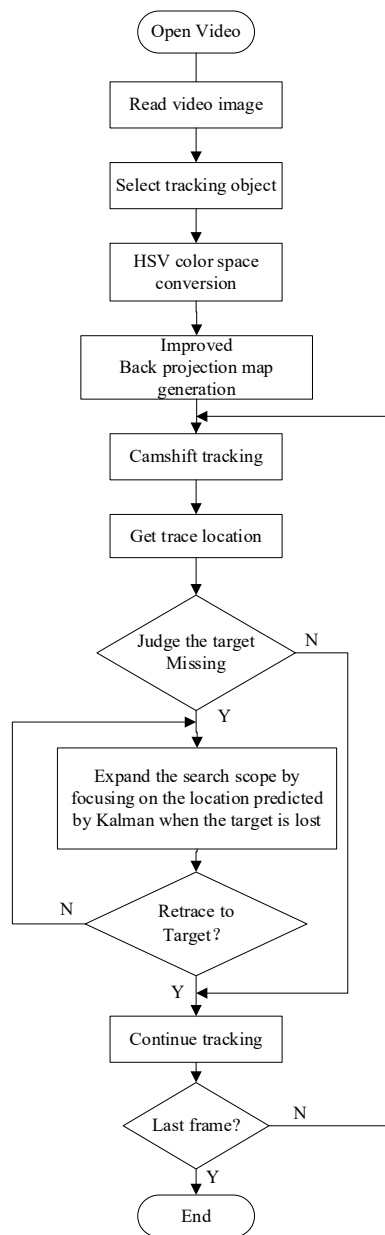 Open Video
Read video image
Select tracking object
HSV color space
conversion
Improved
Back projection map
generation
Camshift tracking
Get trace location
Judge the target
Missing
N
Y
Expand the search scope by
focusing on the location predicted
by Kalman when the target is lost
N
Retrace to
Target?
Y
Continue tracking
Last frame?
N
Y
End